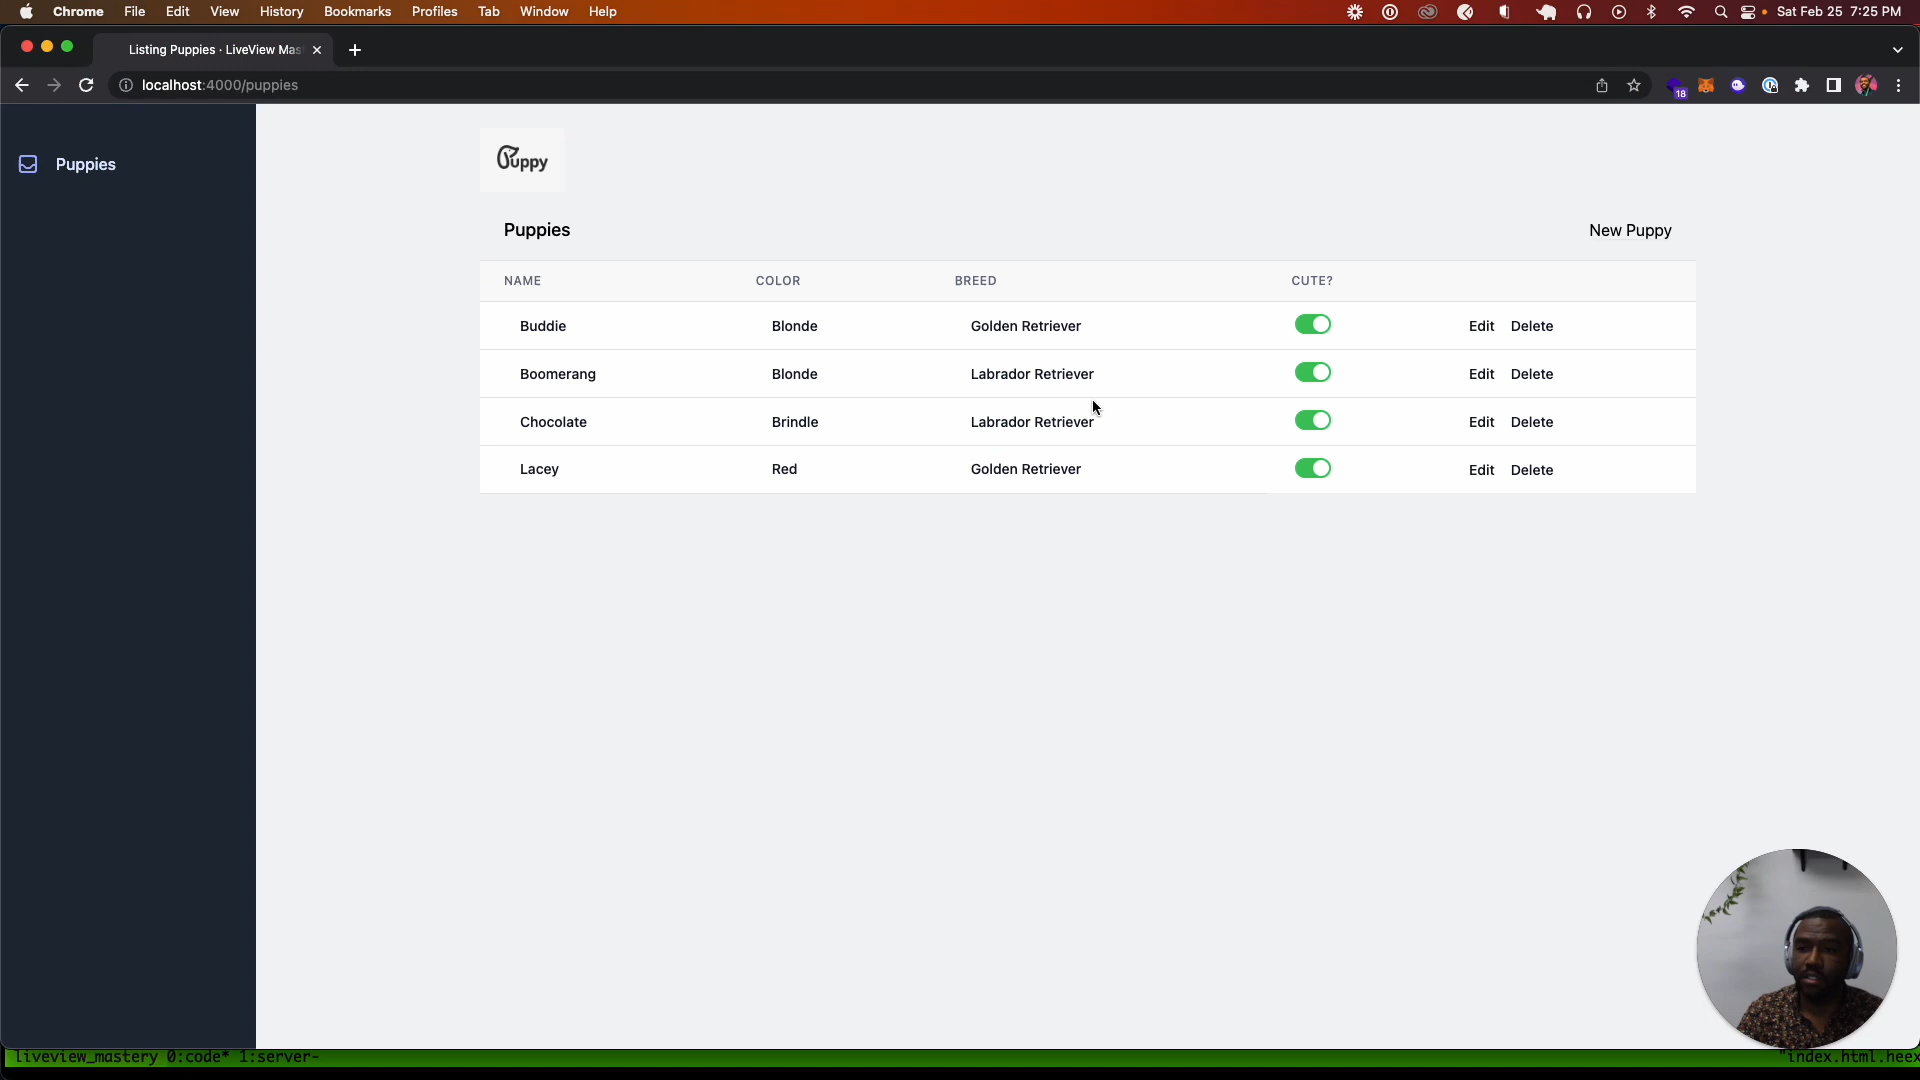 Chrome File Edit View History Bookmarks Profiles Tab Window Help Sat Feb 25 7:25 PM
Listing Puppies · LiveView Mas
localhost:4000/puppies
18
Puppies
Puppy
Puppies New Puppy
NAME COLOR BREED CUTE?
Buddie Blonde Golden Retriever Edit Delete
Boomerang Blonde Labrador Retriever Edit Delete
Chocolate Brindle Labrador Retriever Edit Delete
Lacey Red Golden Retriever Edit Delete
liveview_mastery 0:code* 1:server- "index.html.heex